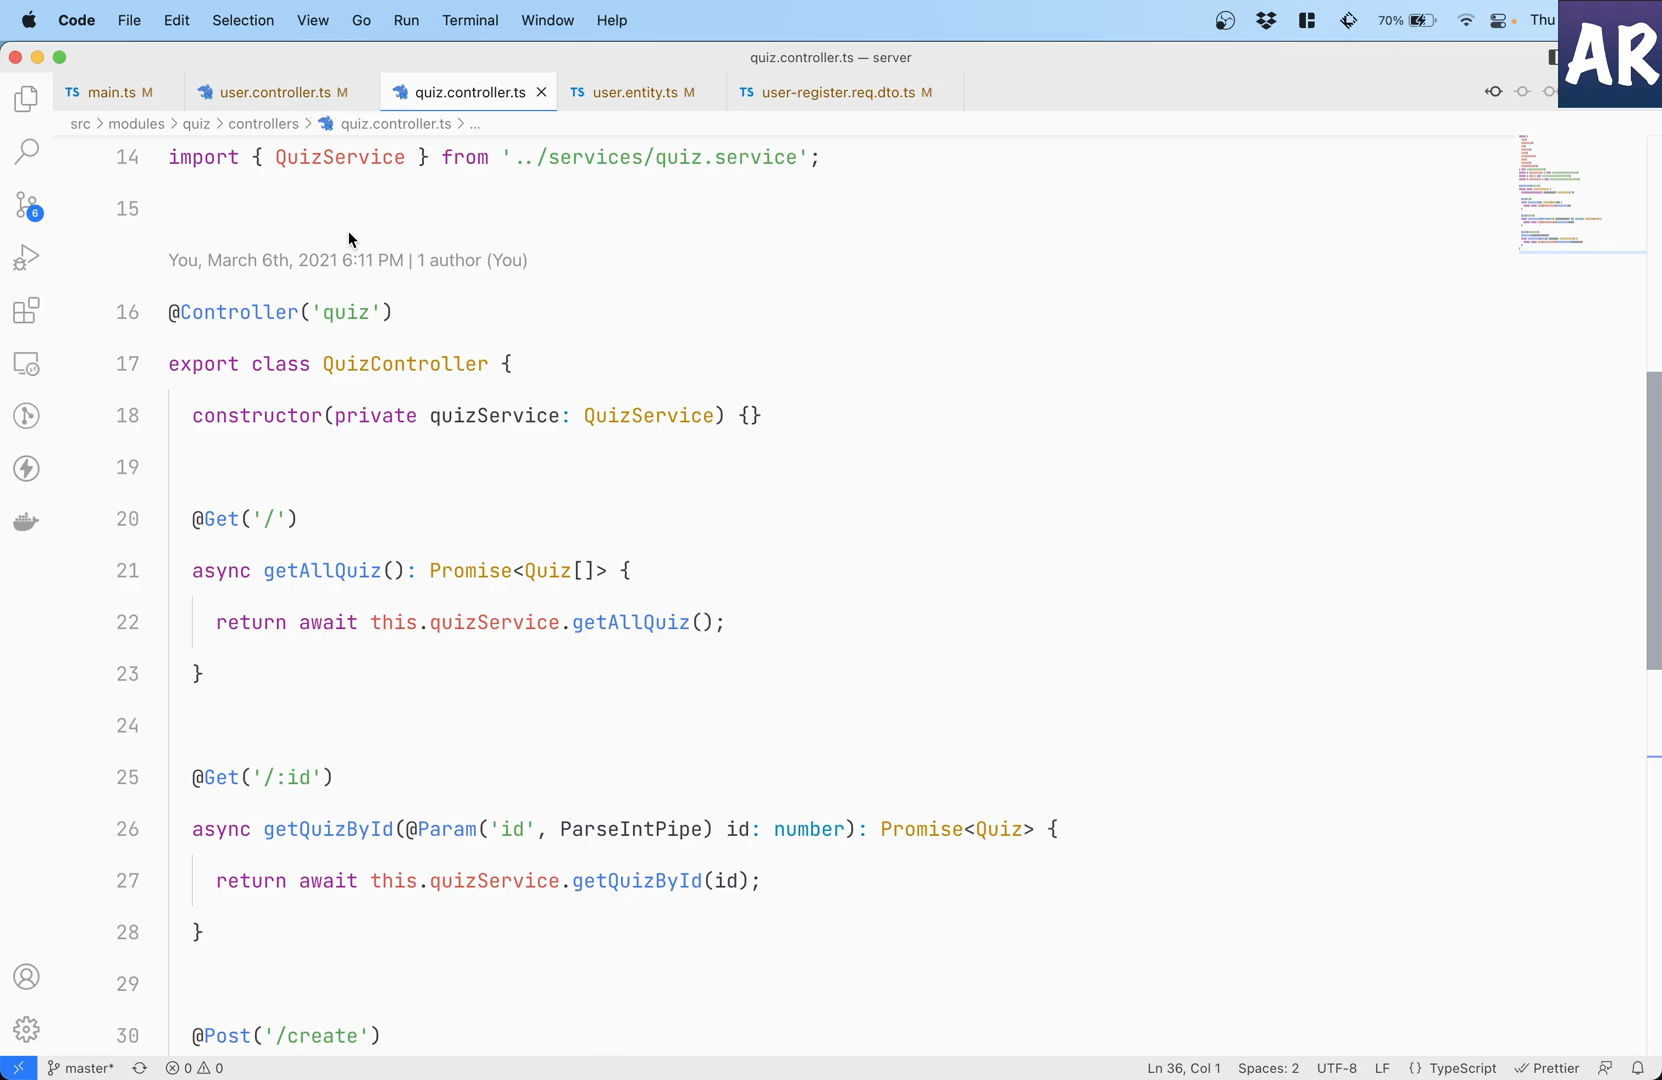 Code File Edit Selection View Go Run Terminal Window Help 70% Thu
AR
quiz.controller.ts — server
TS main.ts M user.controller.ts M quiz.controller.ts TS user.entity.ts M TS user-register.req.dto.ts M
src > modules > quiz > controllers > quiz.controller.ts > ...
14 import { QuizService } from '../services/quiz.service';
15
You, March 6th, 2021 6:11 PM | 1 author (You)
16 @Controller('quiz')
17 export class QuizController {
18 constructor(private quizService: QuizService) {}
19
20 @Get('/')
21 async getAllQuiz(): Promise<Quiz[]> {
22 return await this.quizService.getAllQuiz();
23 }
24
25 @Get('/:id')
26 async getQuizById(@Param('id', ParseIntPipe) id: number): Promise<Quiz> {
27 return await this.quizService.getQuizById(id);
28 }
29
30 @Post('/create')
6
master* 0 0 Ln 36, Col 1 Spaces: 2 UTF-8 LF {} TypeScript Prettier